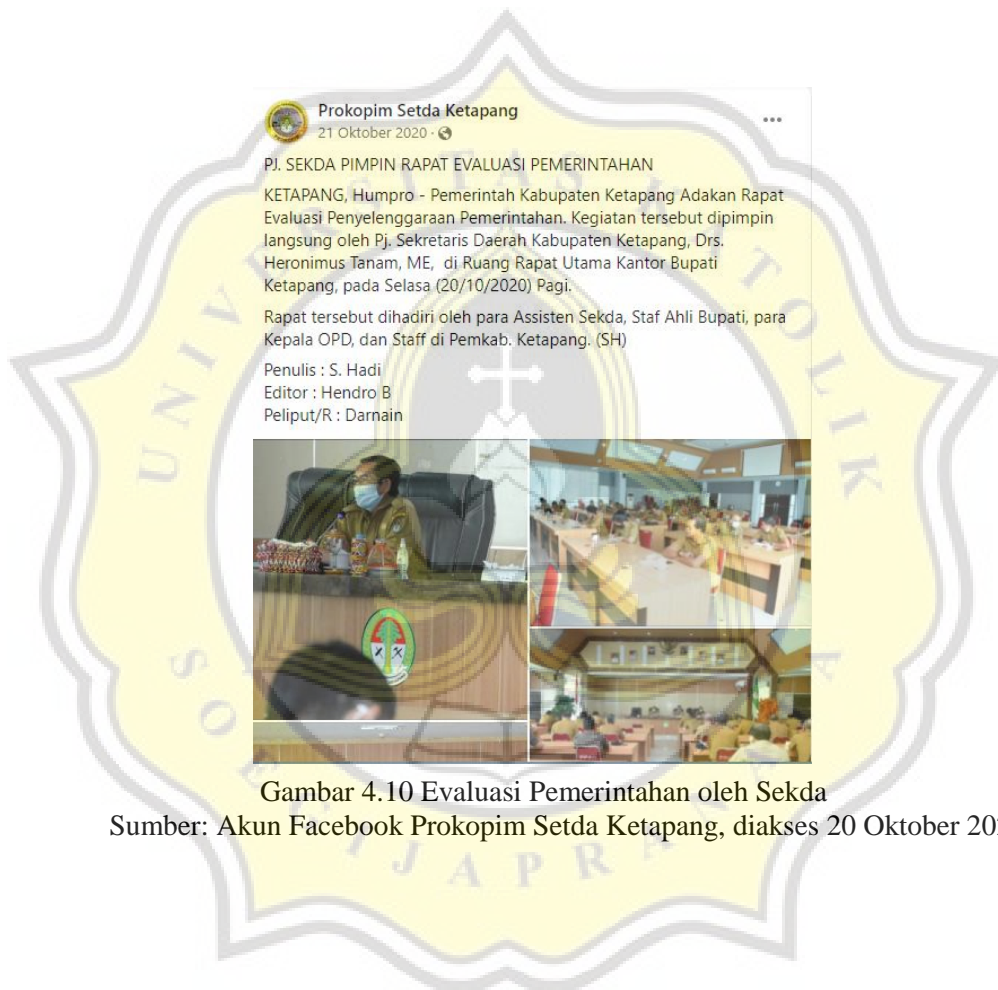 Prokopim Setda Ketapang
21 Oktober 2020 ·
PJ. SEKDA PIMPIN RAPAT EVALUASI PEMERINTAHAN
KETAPANG, Humpro - Pemerintah Kabupaten Ketapang Adakan Rapat
Evaluasi Penyelenggaraan Pemerintahan. Kegiatan tersebut dipimpin
langsung oleh Pj. Sekretaris Daerah Kabupaten Ketapang, Drs.
Heronimus Tanam, ME, di Ruang Rapat Utama Kantor Bupati
Ketapang, pada Selasa (20/10/2020) Pagi.
Rapat tersebut dihadiri oleh para Assisten Sekda, Staf Ahli Bupati, para
Kepala OPD, dan Staff di Pemkab. Ketapang. (SH)
Penulis : S. Hadi
Editor : Hendro B
Peliput/R : Darnain
Gambar 4.10 Evaluasi Pemerintahan oleh Sekda
Sumber: Akun Facebook Prokopim Setda Ketapang, diakses 20 Oktober
UNIVERSITAS KATOLIK
SOEGIJAPRANATA